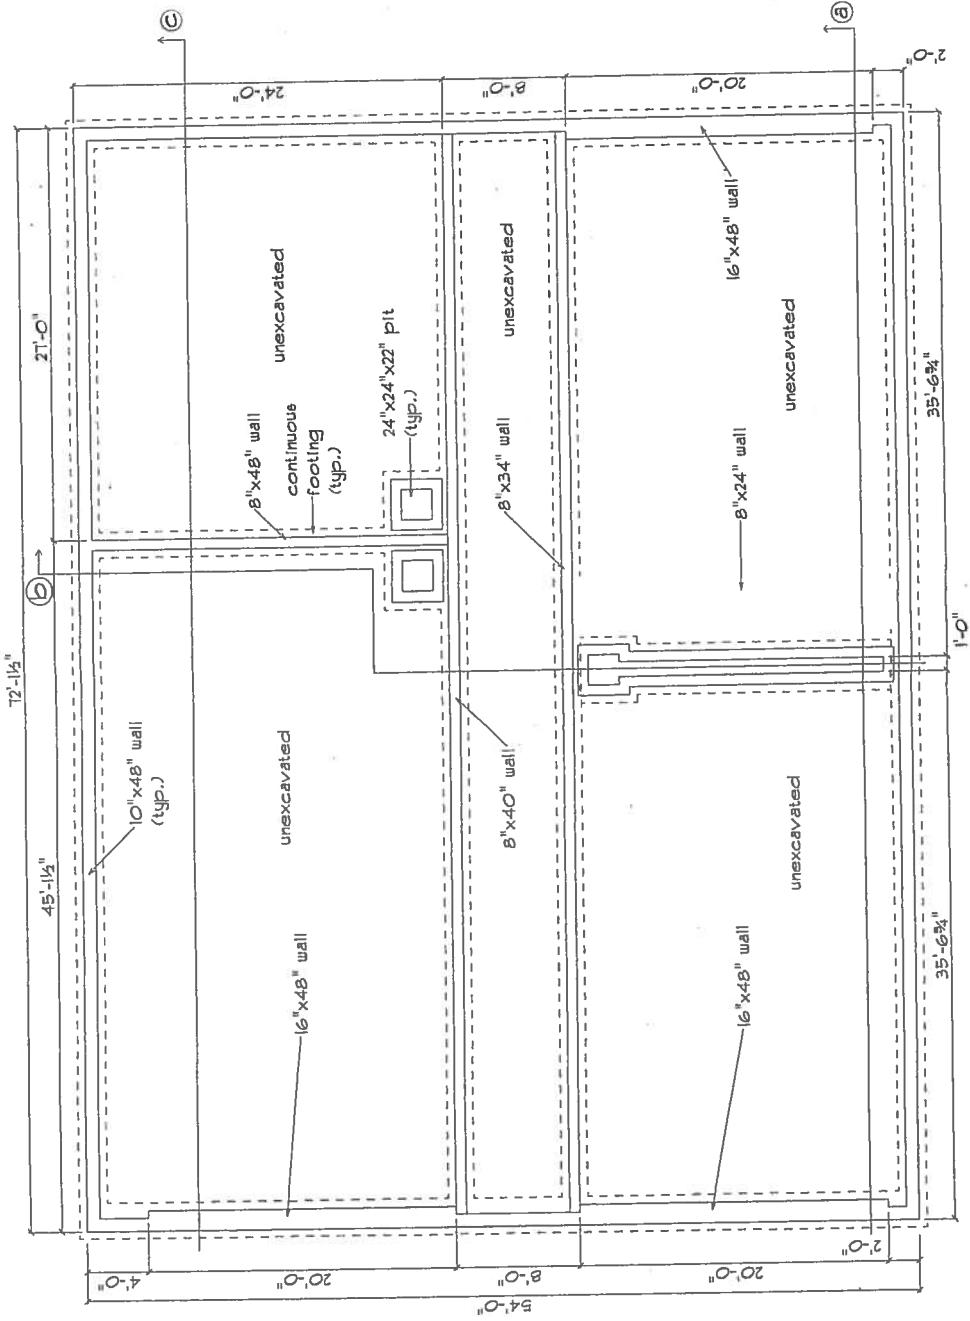 c
a
24'-0"
8'-0"
20'-0"
2'-0"
72'-1½"
27'-0"
45'-1½"
b
unexcavated
8"x48" wall
continuous
footing
(typ.)
24"x24"x22" pit
(typ.)
unexcavated
8"x34" wall
16"x48" wall
unexcavated
8"x24" wall
35'-6¾"
1'-0"
10"x48" wall
(typ.)
unexcavated
8"x40" wall
unexcavated
16"x48" wall
16"x48" wall
35'-6¾"
4'-0"
20'-0"
8'-0"
20'-0"
2'-0"
54'-0"